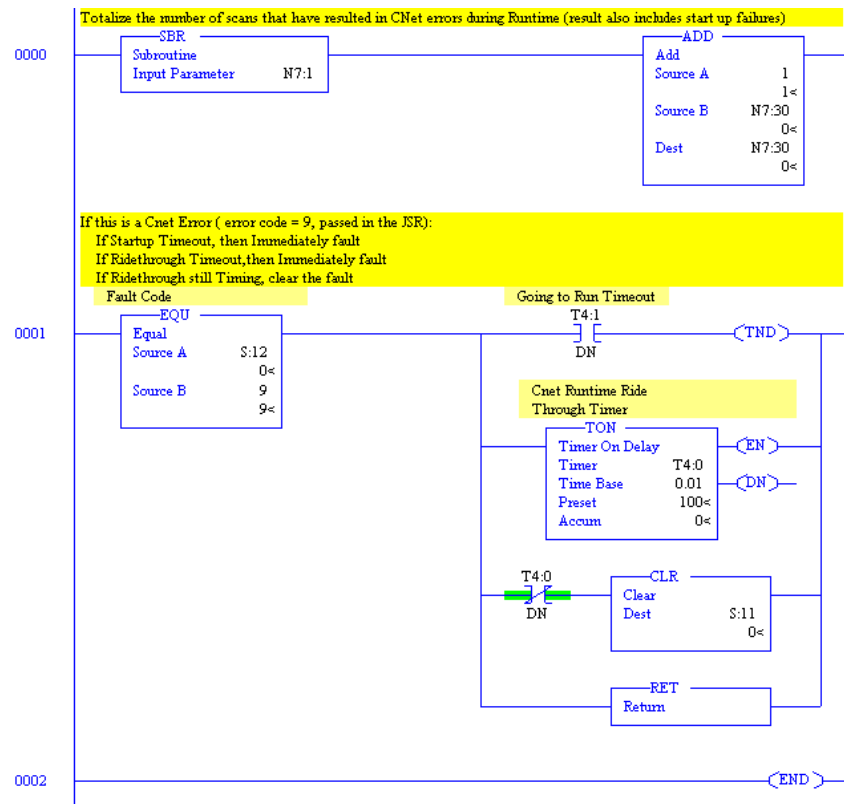 Totalize the number of scans that have resulted in CNet errors during Runtime (result also includes start up failures)
0000
SBR
Subroutine
Input Parameter N7:1
ADD
Add
Source A 1
1<
Source B N7:30
0<
Dest N7:30
0<
If this is a Cnet Error ( error code = 9, passed in the JSR):
If Startup Timeout, then Immediately fault
If Ridethrough Timeout,then Immediately fault
If Ridethrough still Timing, clear the fault
Fault Code
0001
EQU
Equal
Source A S:12
0<
Source B 9
9<
Going to Run Timeout
T4:1
DN
TND
Cnet Runtime Ride
Through Timer
TON
Timer On Delay
Timer T4:0
Time Base 0.01
Preset 100<
Accum 0<
EN
DN
T4:0
DN
CLR
Clear
Dest S:11
0<
RET
Return
0002
END